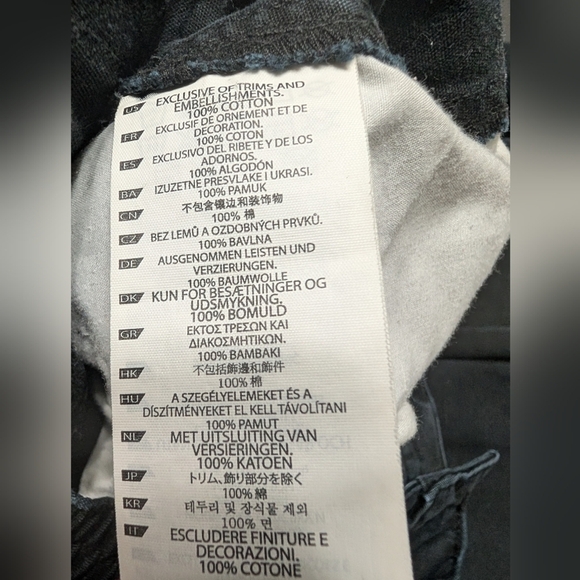 US EXCLUSIVE OF TRIMS AND
EMBELLISHMENTS.
100% COTTON
FR EXCLUSIF DE ORNEMENT ET DE
DECORATION.
100% COTON
ES EXCLUSIVO DEL RIBETE Y DE LOS
ADORNOS.
100% ALGODÓN
BA IZUZETNE PRESVLAKE I UKRASI.
100% PAMUK
CN 不包含镶边和装饰物
100% 棉
CZ BEZ LEMŮ A OZDOBNÝCH PRVKŮ.
100% BAVLNA
DE AUSGENOMMEN LEISTEN UND
VERZIERUNGEN.
100% BAUMWOLLE
DK KUN FOR BESÆTNINGER OG
UDSMYKNING.
100% BOMULD
GR ΕΚΤΟΣ ΤΡΕΣΩΝ ΚΑΙ
ΔΙΑΚΟΣΜΗΤΙΚΩΝ.
100% ΒΑΜΒΑΚΙ
HK 不包括飾邊和飾件
100% 棉
HU A SZEGÉLYELEMEKET ÉS A
DÍSZÍTMÉNYEKET EL KELL TÁVOLÍTANI
100% PAMUT
NL MET UITSLUITING VAN
VERSIERINGEN.
100% KATOEN
JP トリム、飾り部分を除く
100% 綿
KR 테두리 및 장식물 제외
100% 면
IT ESCLUDERE FINITURE E
DECORAZIONI.
100% COTONE